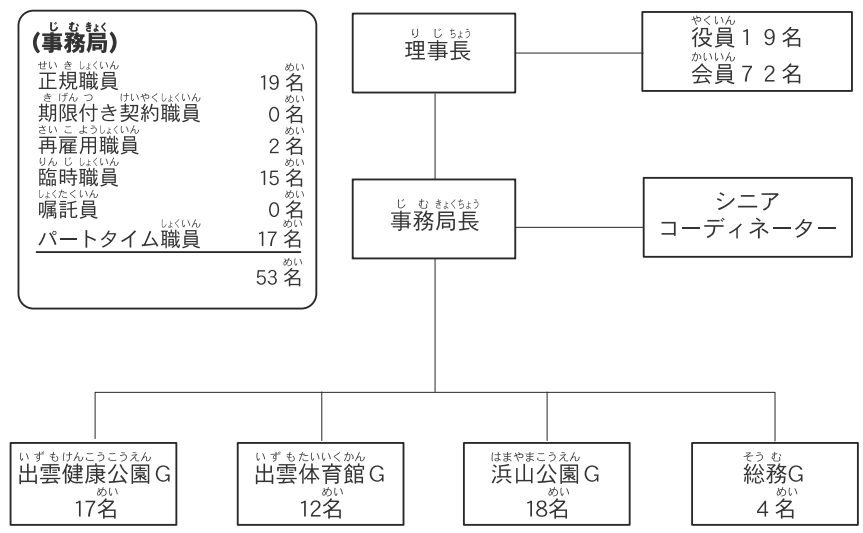 (事務局)
正規職員 19名
期限付き契約職員 0名
再雇用職員 2名
臨時職員 15名
嘱託員 0名
パートタイム職員 17名
53名
理事長
役員19名
会員72名
事務局長
シニア
コーディネーター
出雲健康公園G
17名
出雲体育館G
12名
浜山公園G
18名
総務G
4名